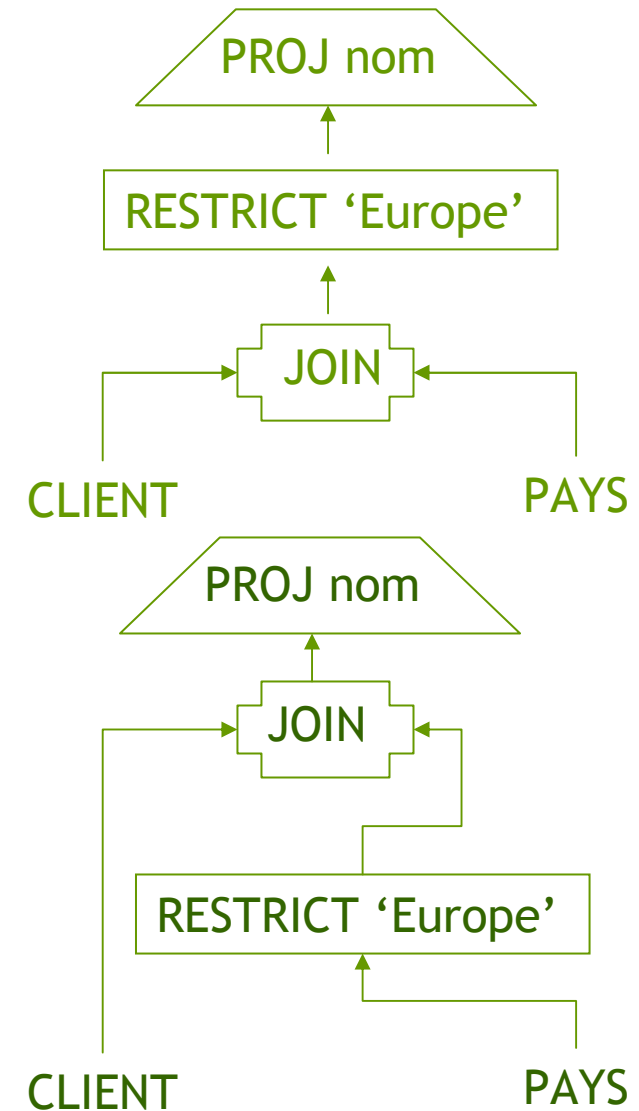 PROJ nom
RESTRICT ‘Europe’
JOIN
CLIENT
PAYS
PROJ nom
JOIN
RESTRICT ‘Europe’
CLIENT
PAYS